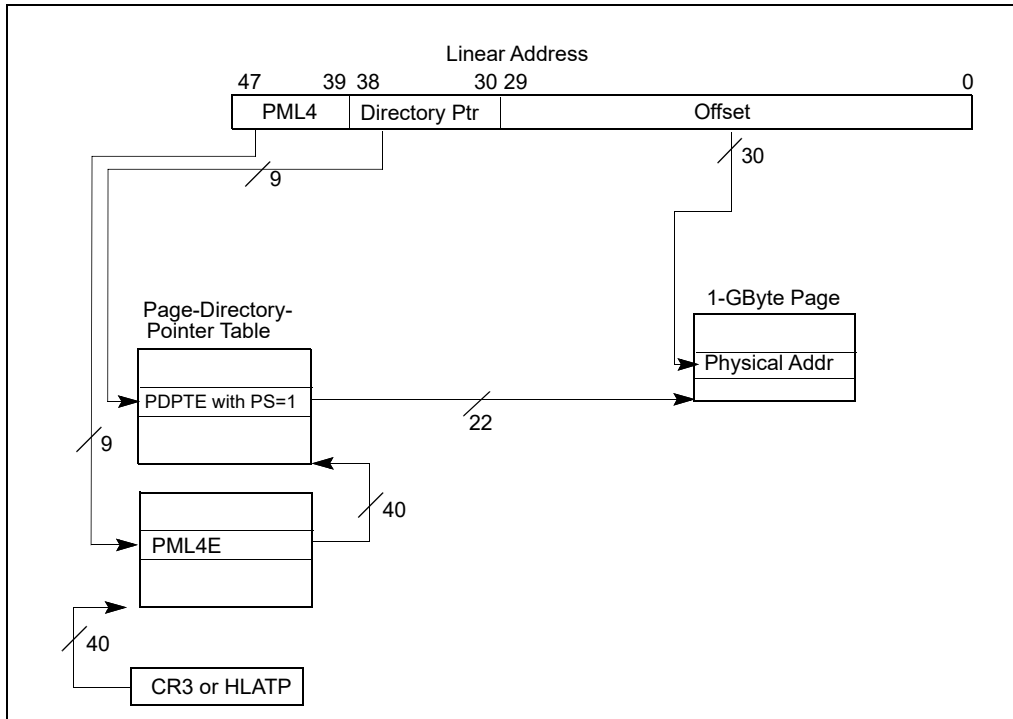 Linear Address
47 39 38 30 29 0
PML4 Directory Ptr Offset
9 30
1-GByte Page
Page-Directory-
Pointer Table
Physical Addr
PDPTE with PS=1
22
9
40
PML4E
40
CR3 or HLATP